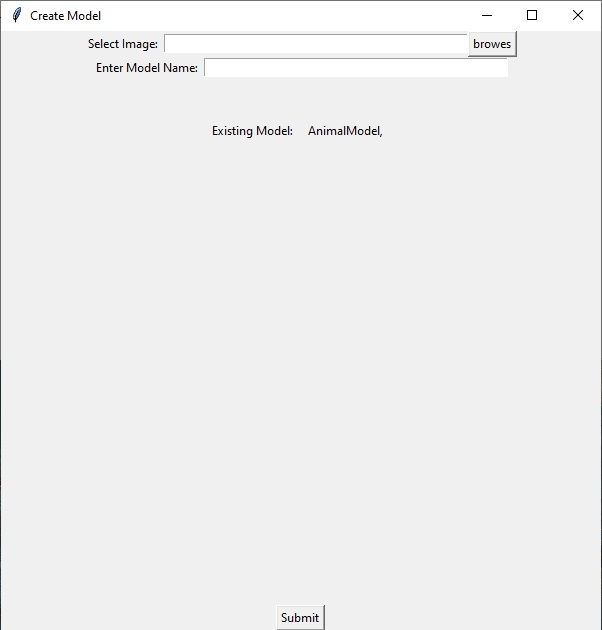 Create Model
Select Image: browes
Enter Model Name:
Existing Model: AnimalModel,
Submit